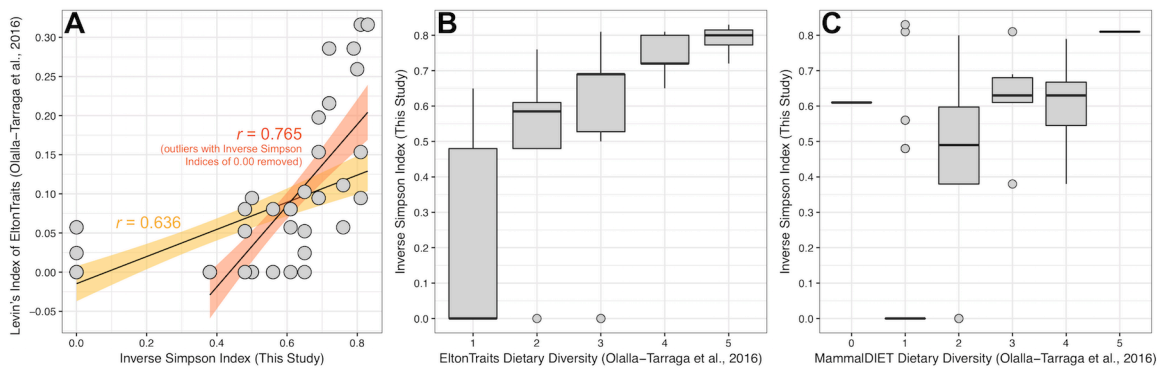 A
Levin's Index of EltonTraits (Olalla−Tarraga et al., 2016)
0.30
0.25
0.20
0.15
0.10
0.05
0.00
−0.05
r = 0.765
(outliers with Inverse Simpson
Indices of 0.00 removed)
r = 0.636
0.0 0.2 0.4 0.6 0.8
Inverse Simpson Index (This Study)
B
Inverse Simpson Index (This Study)
0.8
0.7
0.6
0.5
0.4
0.3
0.2
0.1
0.0
1 2 3 4 5
EltonTraits Dietary Diversity (Olalla−Tarraga et al., 2016)
C
Inverse Simpson Index (This Study)
0.8
0.7
0.6
0.5
0.4
0.3
0.2
0.1
0.0
0 1 2 3 4 5
MammalDIET Dietary Diversity (Olalla−Tarraga et al., 2016)